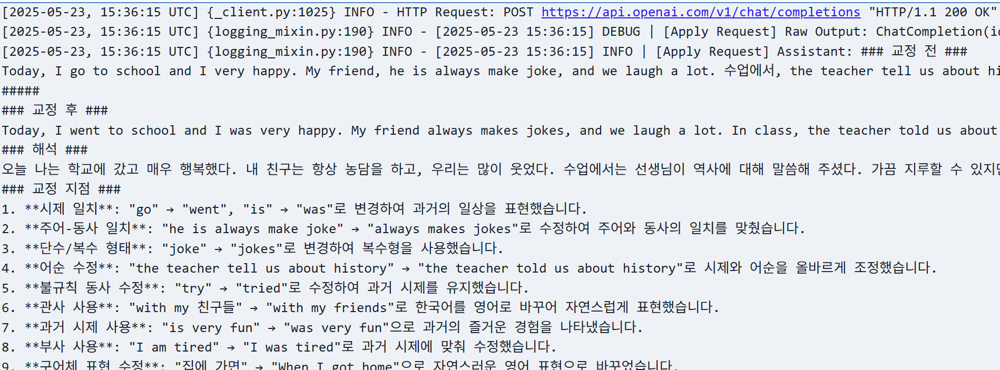 [2025-05-23, 15:36:15 UTC] {_client.py:1025} INFO - HTTP Request: POST https://api.openai.com/v1/chat/completions "HTTP/1.1 200 OK"
[2025-05-23, 15:36:15 UTC] {logging_mixin.py:190} INFO - [2025-05-23 15:36:15] DEBUG | [Apply Request] Raw Output: ChatCompletion(
[2025-05-23, 15:36:15 UTC] {logging_mixin.py:190} INFO - [2025-05-23 15:36:15] INFO | [Apply Request] Assistant: ### 교정 전 ###
Today, I go to school and I very happy. My friend, he is always make joke, and we laugh a lot. 수업에서, the teacher tell us about
#####
### 교정 후 ###
Today, I went to school and I was very happy. My friend always makes jokes, and we laugh a lot. In class, the teacher told us about
### 해석 ###
오늘 나는 학교에 갔고 매우 행복했다. 내 친구는 항상 농담을 하고, 우리는 많이 웃었다. 수업에서는 선생님이 역사에 대해 말씀해 주셨다. 가끔 지루할 수
### 교정 지점 ###
1. **시제 일치**: "go" → "went", "is" → "was"로 변경하여 과거의 일상을 표현했습니다.
2. **주어-동사 일치**: "he is always make joke" → "always makes jokes"로 수정하여 주어와 동사의 일치를 맞췄습니다.
3. **단수/복수 형태**: "joke" → "jokes"로 변경하여 복수형을 사용했습니다.
4. **어순 수정**: "the teacher tell us about history" → "the teacher told us about history"로 시제와 어순을 올바르게 조정했습니다.
5. **불규칙 동사 수정**: "try" → "tried"로 수정하여 과거 시제를 유지했습니다.
6. **관사 사용**: "with my 친구들" → "with my friends"로 한국어를 영어로 바꾸어 자연스럽게 표현했습니다.
7. **과거 시제 사용**: "is very fun" → "was very fun"으로 과거의 즐거운 경험을 나타냈습니다.
8. **부사 사용**: "I am tired" → "I was tired"로 과거 시제에 맞춰 수정했습니다.
9. **구어체 표현 수정**: "집에 가면" → "When I got home"으로 자연스러운 영어 표현으로 바꾸었습니다.